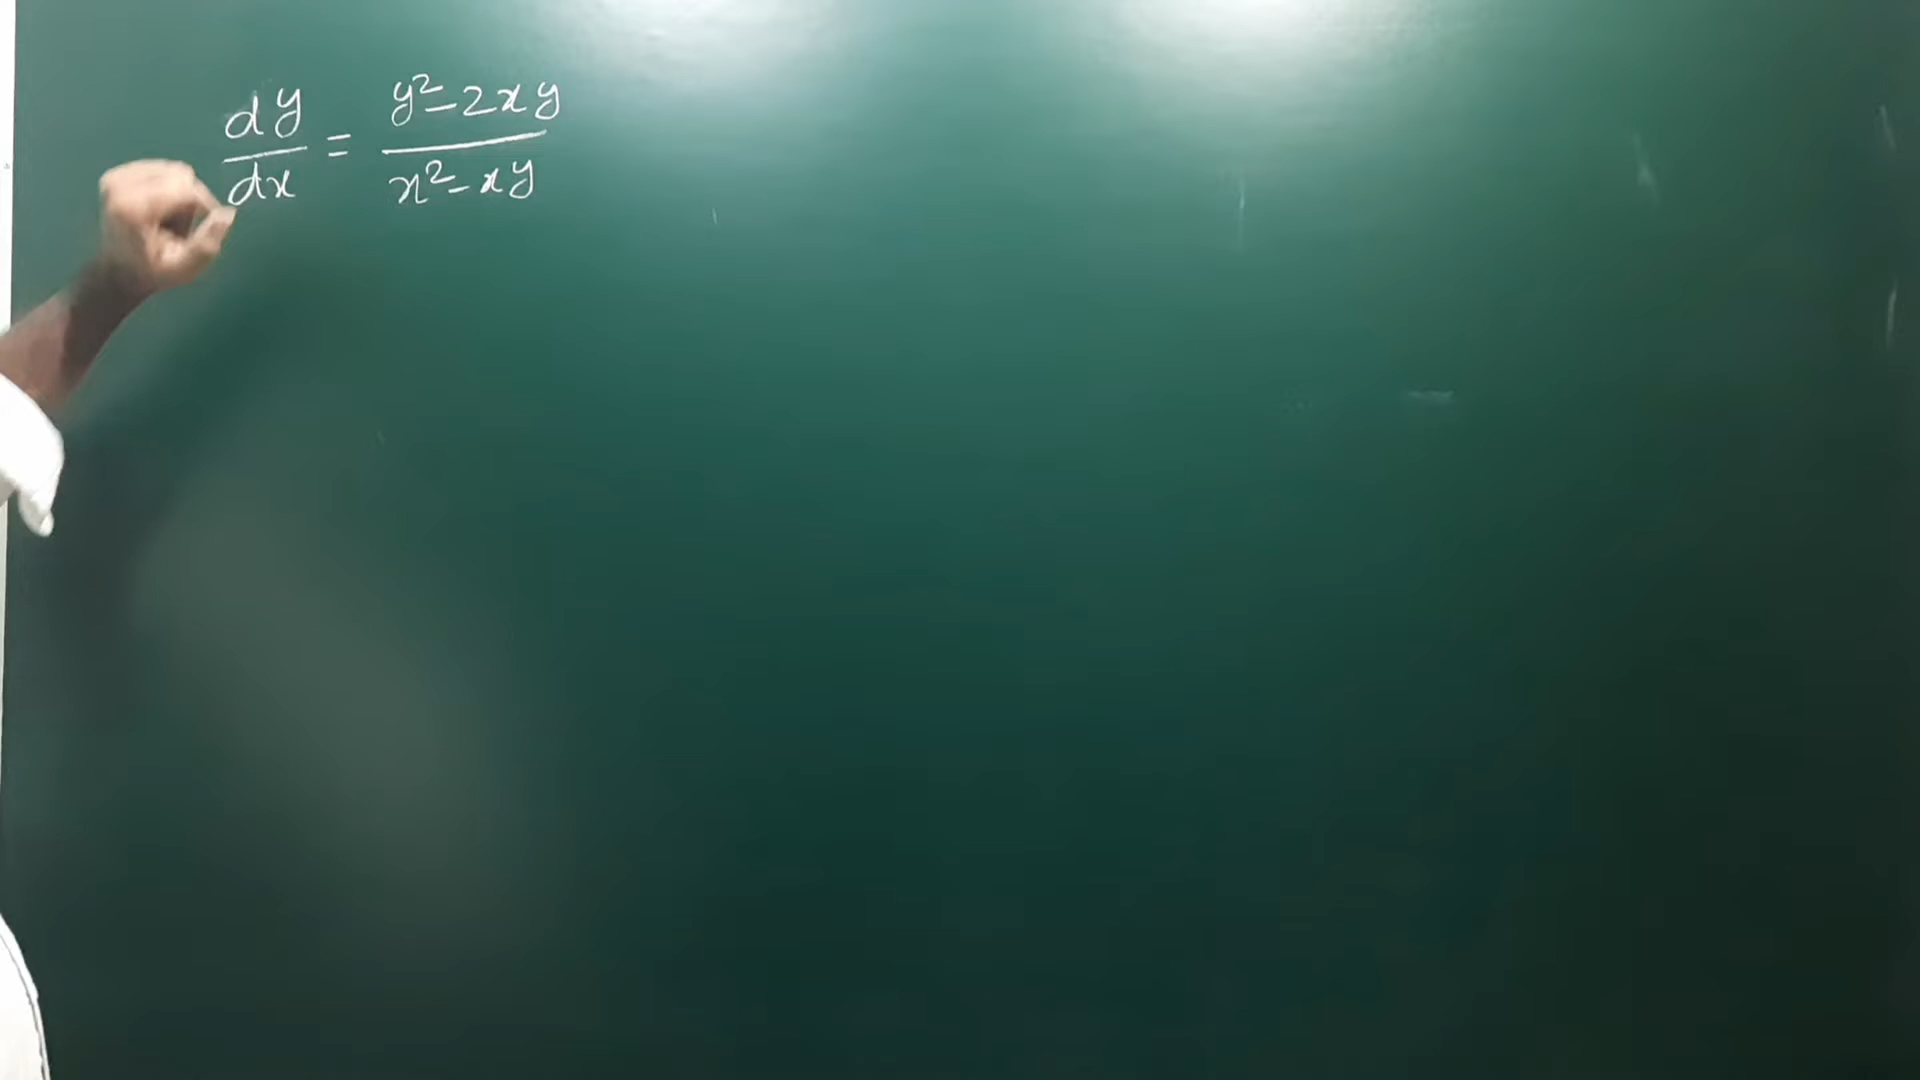 dy/dx = (y²-2xy)/(x²-xy)